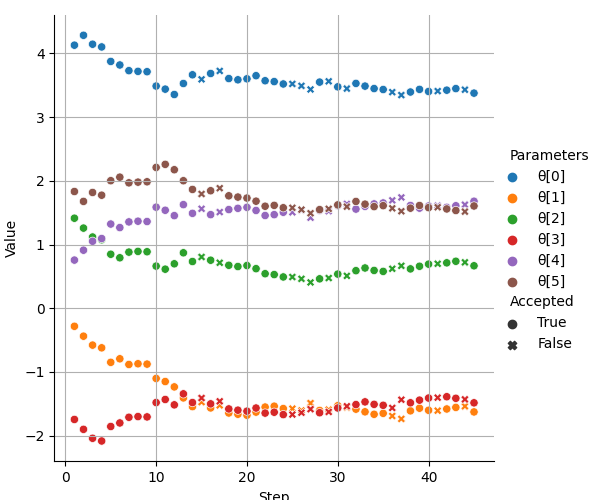 4
3
2
1
0
−1
−2
Value
0
10
20
30
40
Step
Parameters
θ[0]
θ[1]
θ[2]
θ[3]
θ[4]
θ[5]
Accepted
True
False